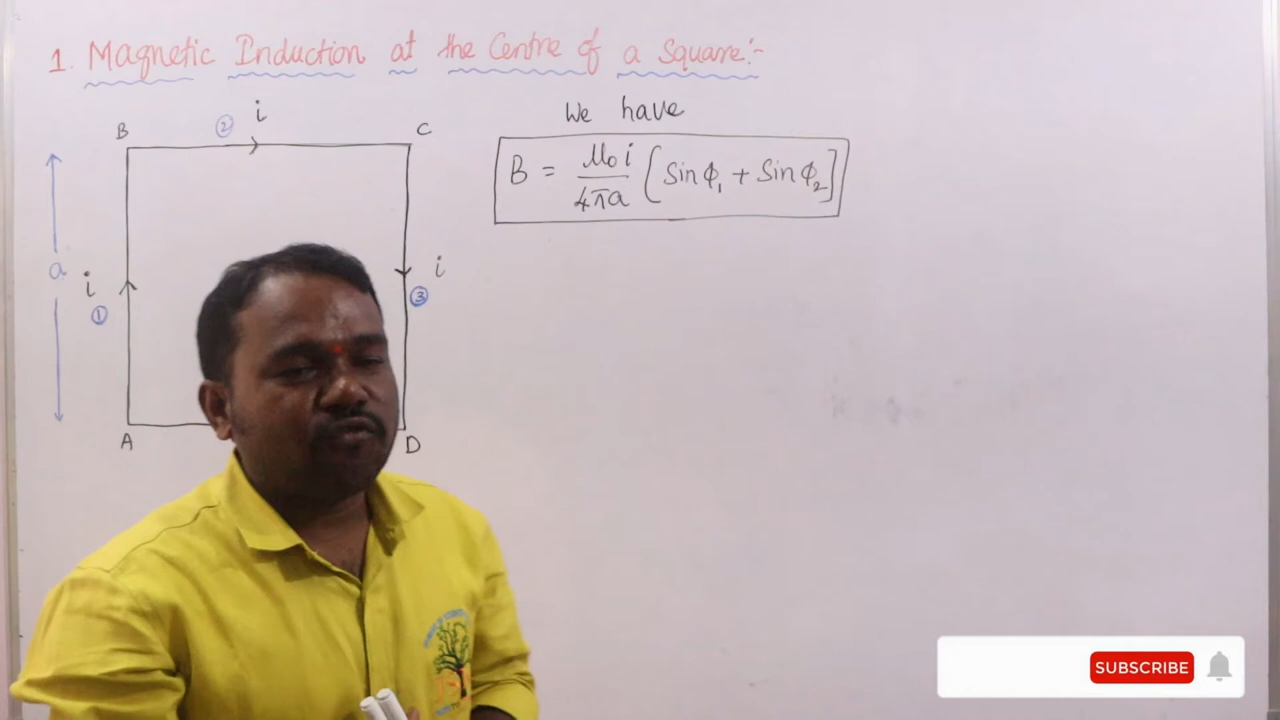 1. Magnetic Induction at the Centre of a Square:-
We have
B = μ₀ i / 4πa [Sin ϕ₁ + Sin ϕ₂]
B
②
i
C
a
i
①
i
③
A
D
SUBSCRIBE